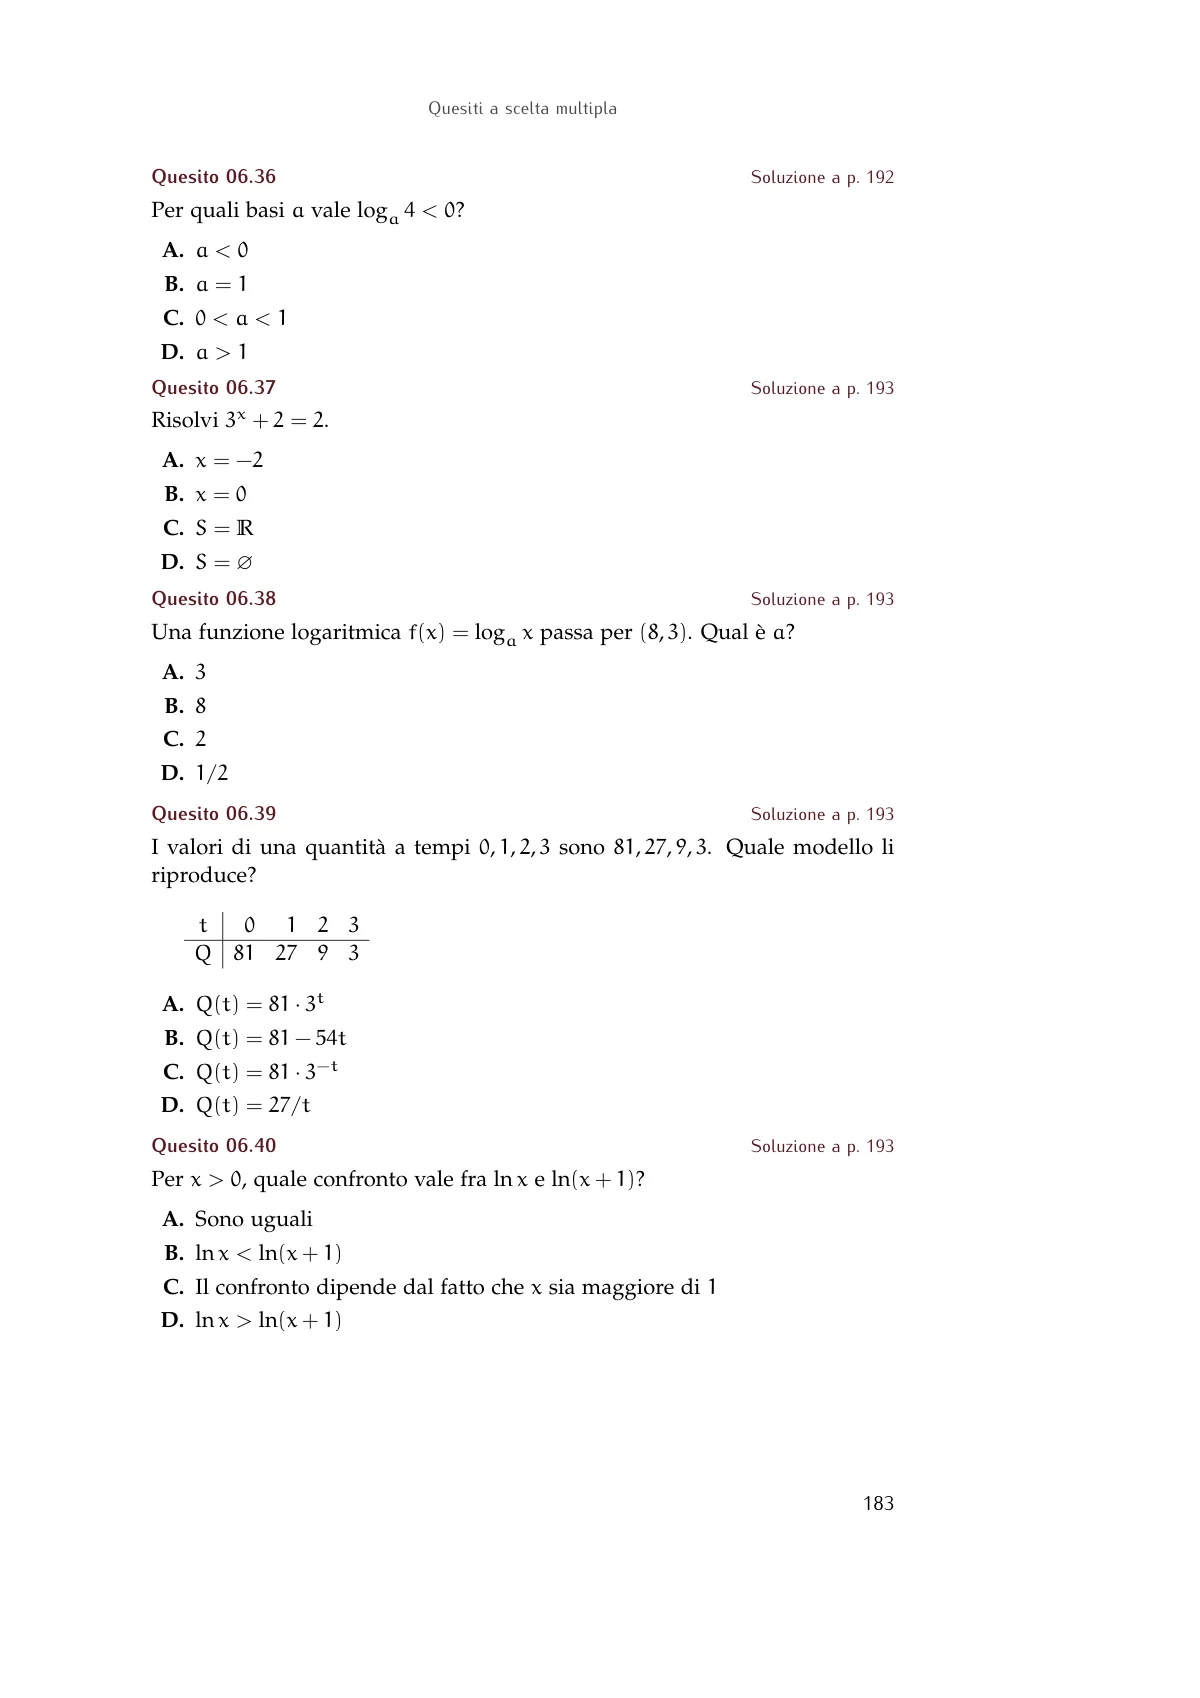 Quesiti a scelta multipla
Quesito 06.36 Soluzione a p. 192
Per quali basi a vale logₐ 4 < 0?
A. a < 0
B. a = 1
C. 0 < a < 1
D. a > 1
Quesito 06.37 Soluzione a p. 193
Risolvi 3ˣ + 2 = 2.
A. x = −2
B. x = 0
C. S = ℝ
D. S = ∅
Quesito 06.38 Soluzione a p. 193
Una funzione logaritmica f(x) = logₐ x passa per (8, 3). Qual è a?
A. 3
B. 8
C. 2
D. 1/2
Quesito 06.39 Soluzione a p. 193
I valori di una quantità a tempi 0, 1, 2, 3 sono 81, 27, 9, 3. Quale modello li
riproduce?
t 0 1 2 3
Q 81 27 9 3
A. Q(t) = 81 · 3ᵗ
B. Q(t) = 81 − 54t
C. Q(t) = 81 · 3⁻ᵗ
D. Q(t) = 27/t
Quesito 06.40 Soluzione a p. 193
Per x > 0, quale confronto vale fra ln x e ln(x + 1)?
A. Sono uguali
B. ln x < ln(x + 1)
C. Il confronto dipende dal fatto che x sia maggiore di 1
D. ln x > ln(x + 1)
183